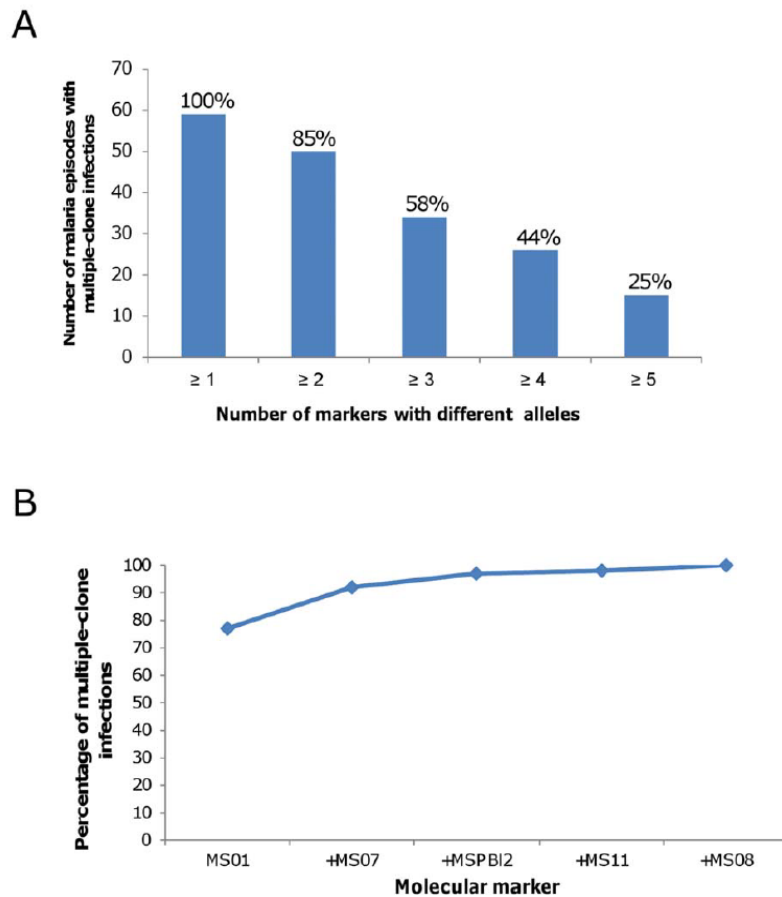 A
Number of malaria episodes with
multiple-clone infections
70
60
50
40
30
20
10
0
100%
85%
58%
44%
25%
≥ 1
≥ 2
≥ 3
≥ 4
≥ 5
Number of markers with different alleles
B
Percentage of multiple-clone
infections
100
90
80
70
60
50
40
30
20
10
0
MS01
+MS07
+MSPBI2
+MS11
+MS08
Molecular marker